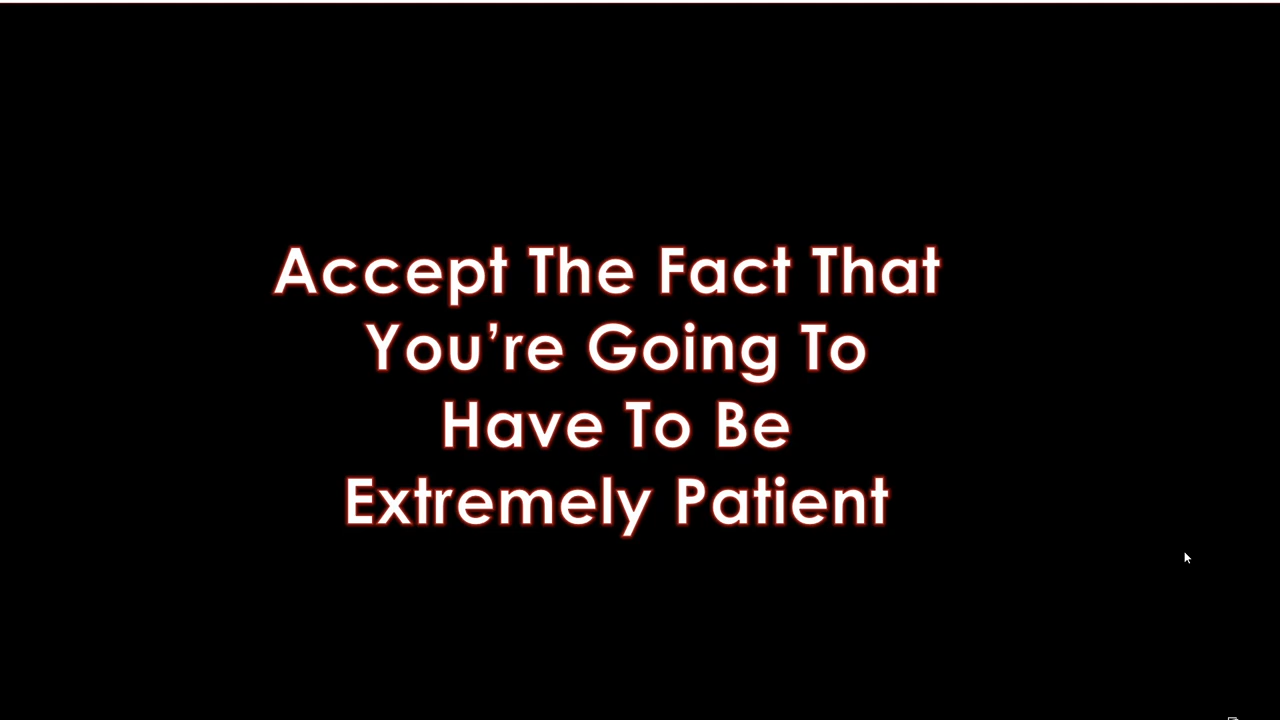 Accept The Fact That
You’re Going To
Have To Be
Extremely Patient